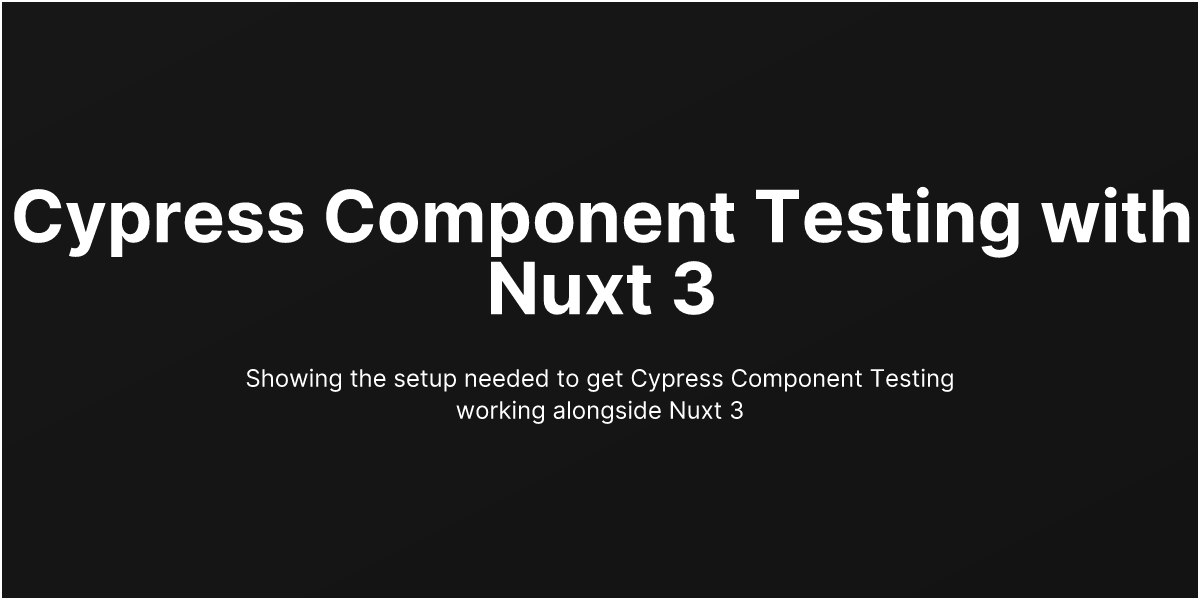 Cypress Component Testing with
Nuxt 3
Showing the setup needed to get Cypress Component Testing
working alongside Nuxt 3